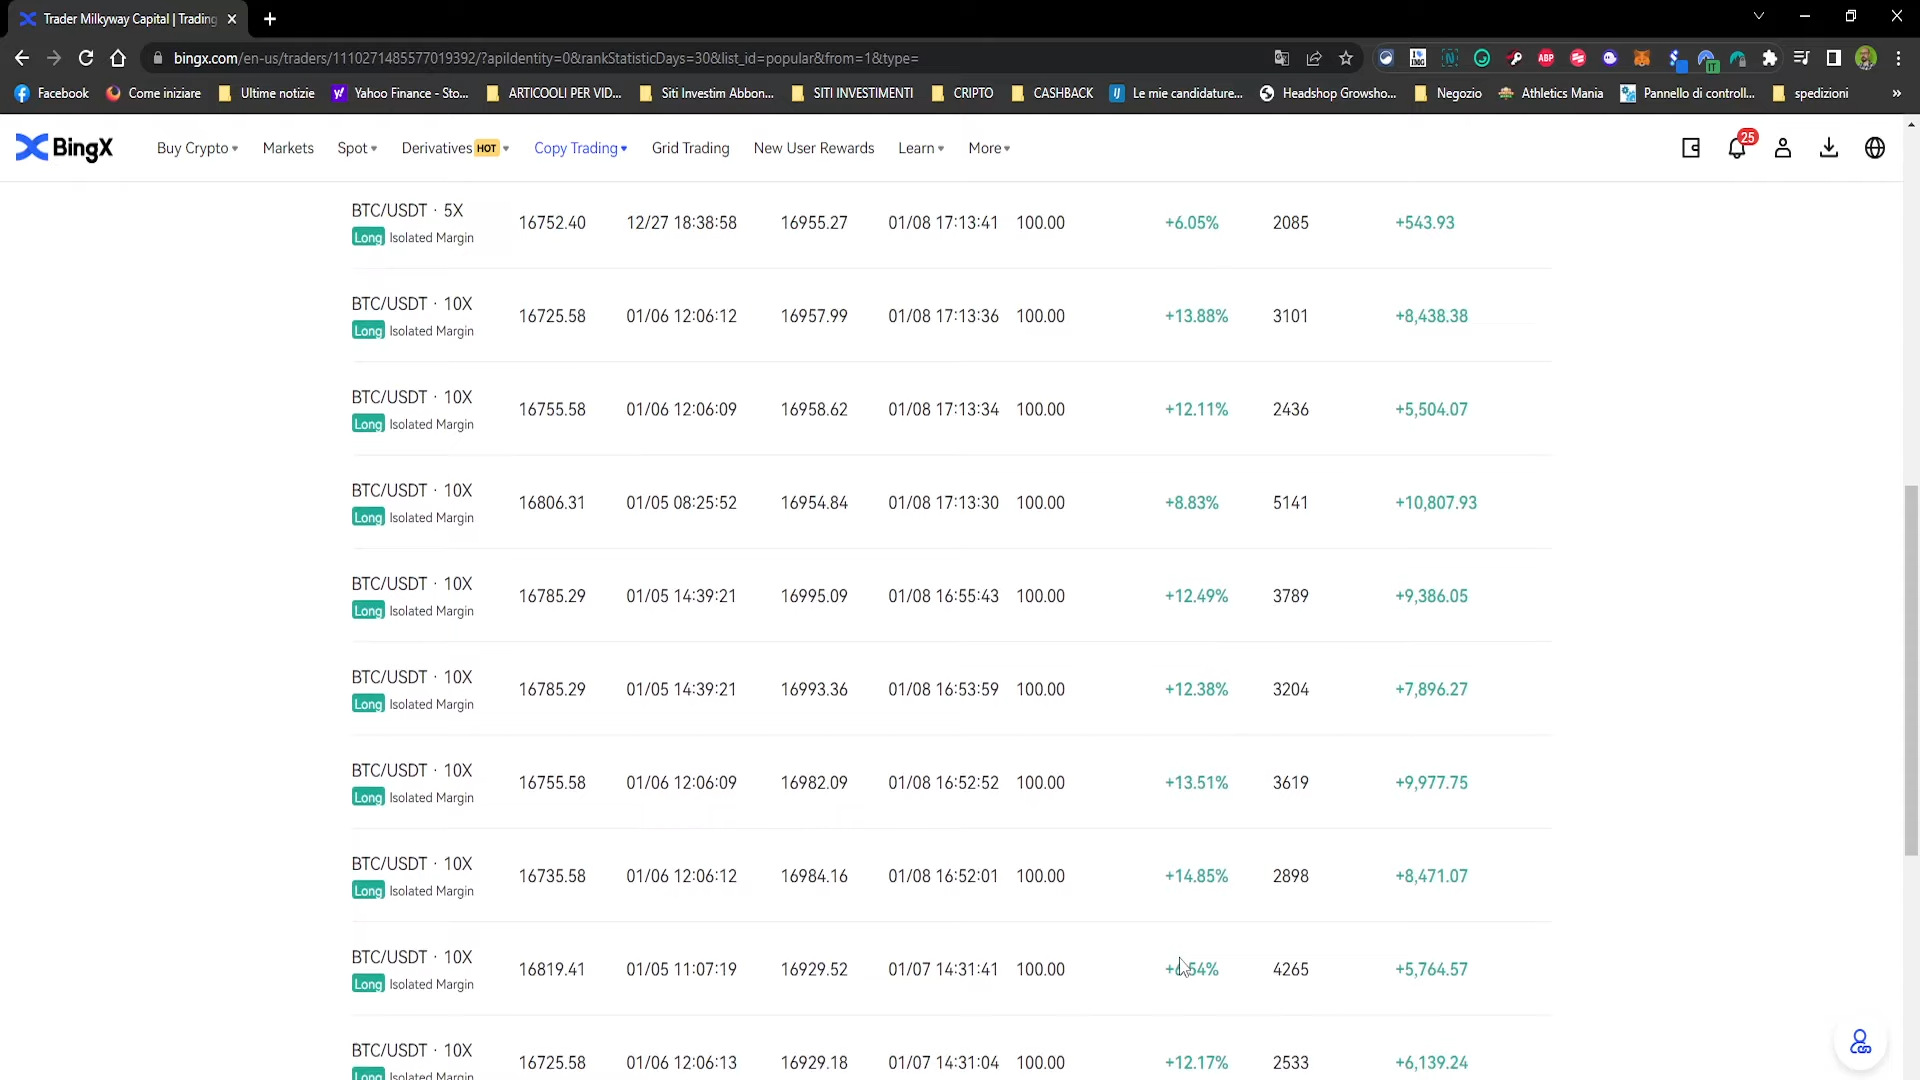 Trader Milkyway Capital | Trading
bingx.com/en-us/traders/1110271485577019392/?apiIdentity=0&rankStatisticDays=30&list_id=popular&from=1&type=
Facebook Come iniziare Ultime notizie Yahoo Finance - Sto... ARTICOOLI PER VID... Siti Investim Abbon... SITI INVESTIMENTI CRIPTO CASHBACK Le mie candidature... Headshop Growsho... Negozio Athletics Mania Pannello di controll... spedizioni »
BingX Buy Crypto Markets Spot Derivatives HOT Copy Trading Grid Trading New User Rewards Learn More 25
BTC/USDT · 5X 16752.40 12/27 18:38:58 16955.27 01/08 17:13:41 100.00 +6.05% 2085 +543.93
Long Isolated Margin
BTC/USDT · 10X 16725.58 01/06 12:06:12 16957.99 01/08 17:13:36 100.00 +13.88% 3101 +8,438.38
Long Isolated Margin
BTC/USDT · 10X 16755.58 01/06 12:06:09 16958.62 01/08 17:13:34 100.00 +12.11% 2436 +5,504.07
Long Isolated Margin
BTC/USDT · 10X 16806.31 01/05 08:25:52 16954.84 01/08 17:13:30 100.00 +8.83% 5141 +10,807.93
Long Isolated Margin
BTC/USDT · 10X 16785.29 01/05 14:39:21 16995.09 01/08 16:55:43 100.00 +12.49% 3789 +9,386.05
Long Isolated Margin
BTC/USDT · 10X 16785.29 01/05 14:39:21 16993.36 01/08 16:53:59 100.00 +12.38% 3204 +7,896.27
Long Isolated Margin
BTC/USDT · 10X 16755.58 01/06 12:06:09 16982.09 01/08 16:52:52 100.00 +13.51% 3619 +9,977.75
Long Isolated Margin
BTC/USDT · 10X 16735.58 01/06 12:06:12 16984.16 01/08 16:52:01 100.00 +14.85% 2898 +8,471.07
Long Isolated Margin
BTC/USDT · 10X 16819.41 01/05 11:07:19 16929.52 01/07 14:31:41 100.00 4265 +5,764.57
Long Isolated Margin
BTC/USDT · 10X 16725.58 01/06 12:06:13 16929.18 01/07 14:31:04 100.00 +12.17% 2533 +6,139.24
Long Isolated Margin